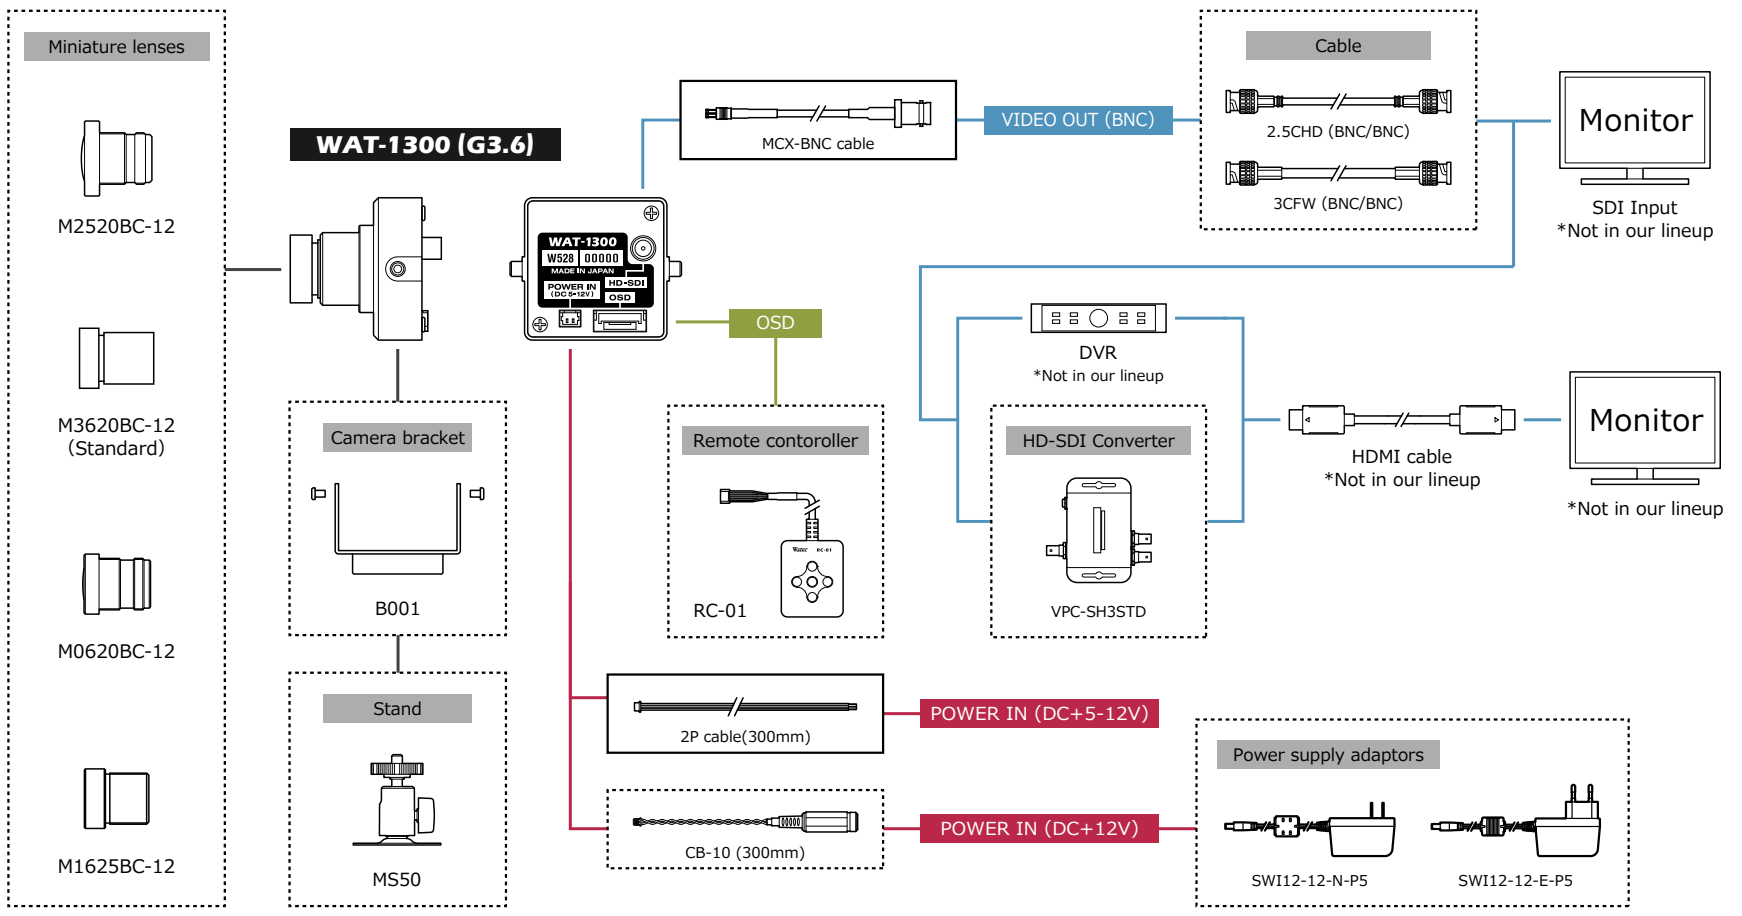 Miniature lenses
M2520BC-12
M3620BC-12
(Standard)
M0620BC-12
M1625BC-12
WAT-1300 (G3.6)
WAT-1300
W528 00000
MADE IN JAPAN
POWER IN
(DC5-12V)
HD-SDI
OSD
MCX-BNC cable
VIDEO OUT (BNC)
Cable
2.5CHD (BNC/BNC)
3CFW (BNC/BNC)
Monitor
SDI Input
*Not in our lineup
OSD
DVR
*Not in our lineup
Camera bracket
B001
Remote contoroller
Watec RC-01
RC-01
HD-SDI Converter
VPC-SH3STD
HDMI cable
*Not in our lineup
Monitor
*Not in our lineup
Stand
MS50
2P cable(300mm)
POWER IN (DC+5-12V)
CB-10 (300mm)
POWER IN (DC+12V)
Power supply adaptors
SWI12-12-N-P5
SWI12-12-E-P5